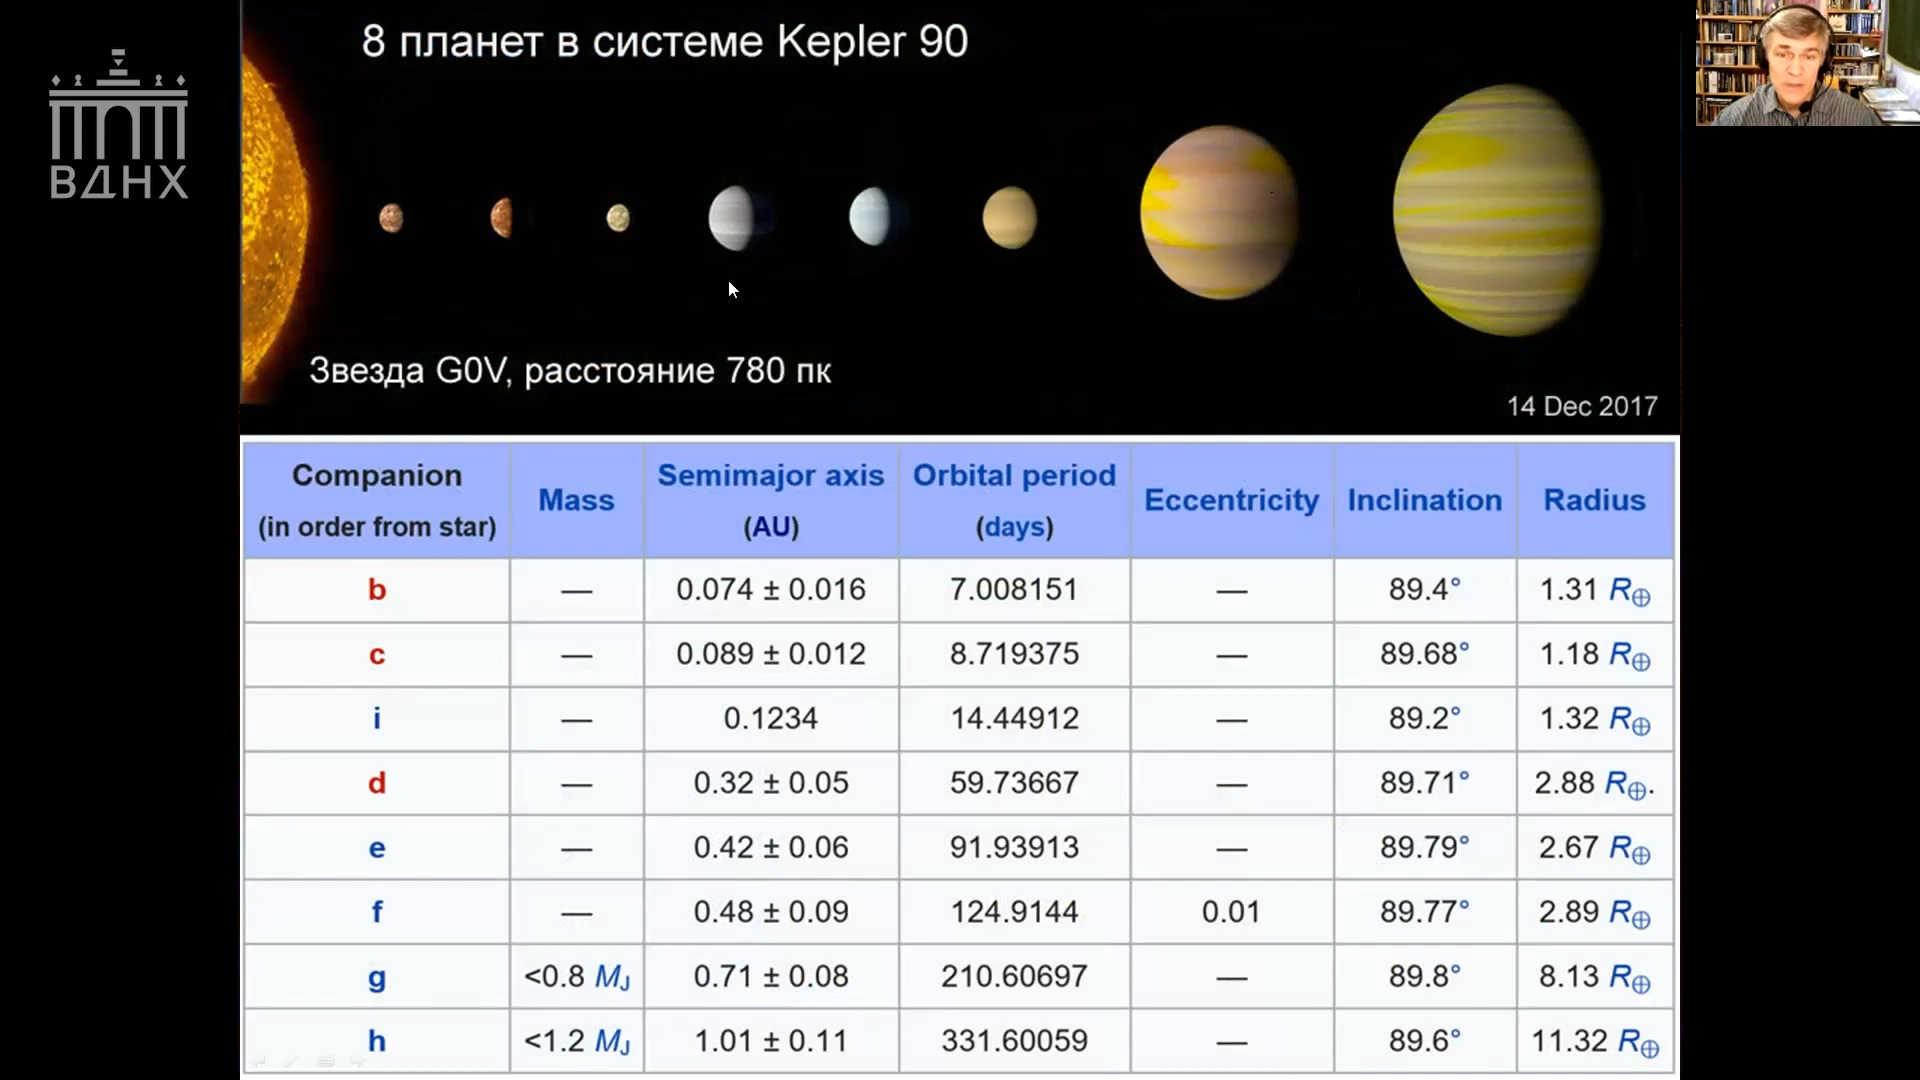 8 планет в системе Kepler 90
ВДНХ
Звезда G0V, расстояние 780 пк
14 Dec 2017
Companion (in order from star) Mass Semimajor axis (AU) Orbital period (days) Eccentricity Inclination Radius
b — 0.074 ± 0.016 7.008151 — 89.4° 1.31 R⊕
c — 0.089 ± 0.012 8.719375 — 89.68° 1.18 R⊕
i — 0.1234 14.44912 — 89.2° 1.32 R⊕
d — 0.32 ± 0.05 59.73667 — 89.71° 2.88 R⊕.
e — 0.42 ± 0.06 91.93913 — 89.79° 2.67 R⊕
f — 0.48 ± 0.09 124.9144 0.01 89.77° 2.89 R⊕
g <0.8 MJ 0.71 ± 0.08 210.60697 — 89.8° 8.13 R⊕
h <1.2 MJ 1.01 ± 0.11 331.60059 — 89.6° 11.32 R⊕